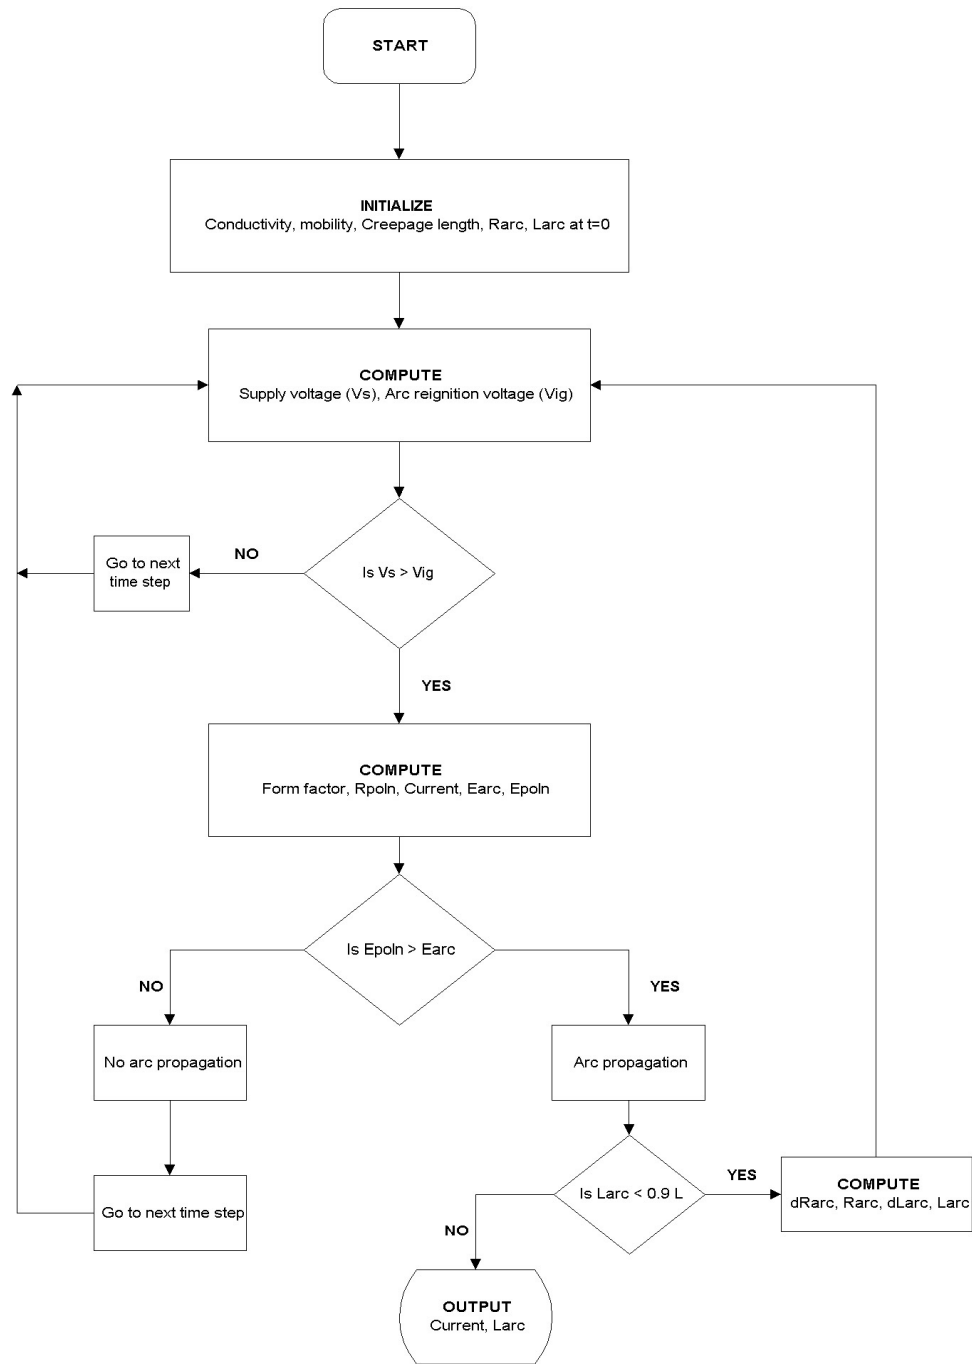 START
INITIALIZE
Conductivity, mobility, Creepage length, Rarc, Larc at t=0
COMPUTE
Supply voltage (Vs), Arc reignition voltage (Vig)
Go to next
time step
NO
Is Vs > Vig
YES
COMPUTE
Form factor, Rpoln, Current, Earc, Epoln
Is Epoln > Earc
NO
YES
No arc propagation
Arc propagation
Go to next time step
Is Larc < 0.9 L
YES
COMPUTE
dRarc, Rarc, dLarc, Larc
NO
OUTPUT
Current, Larc